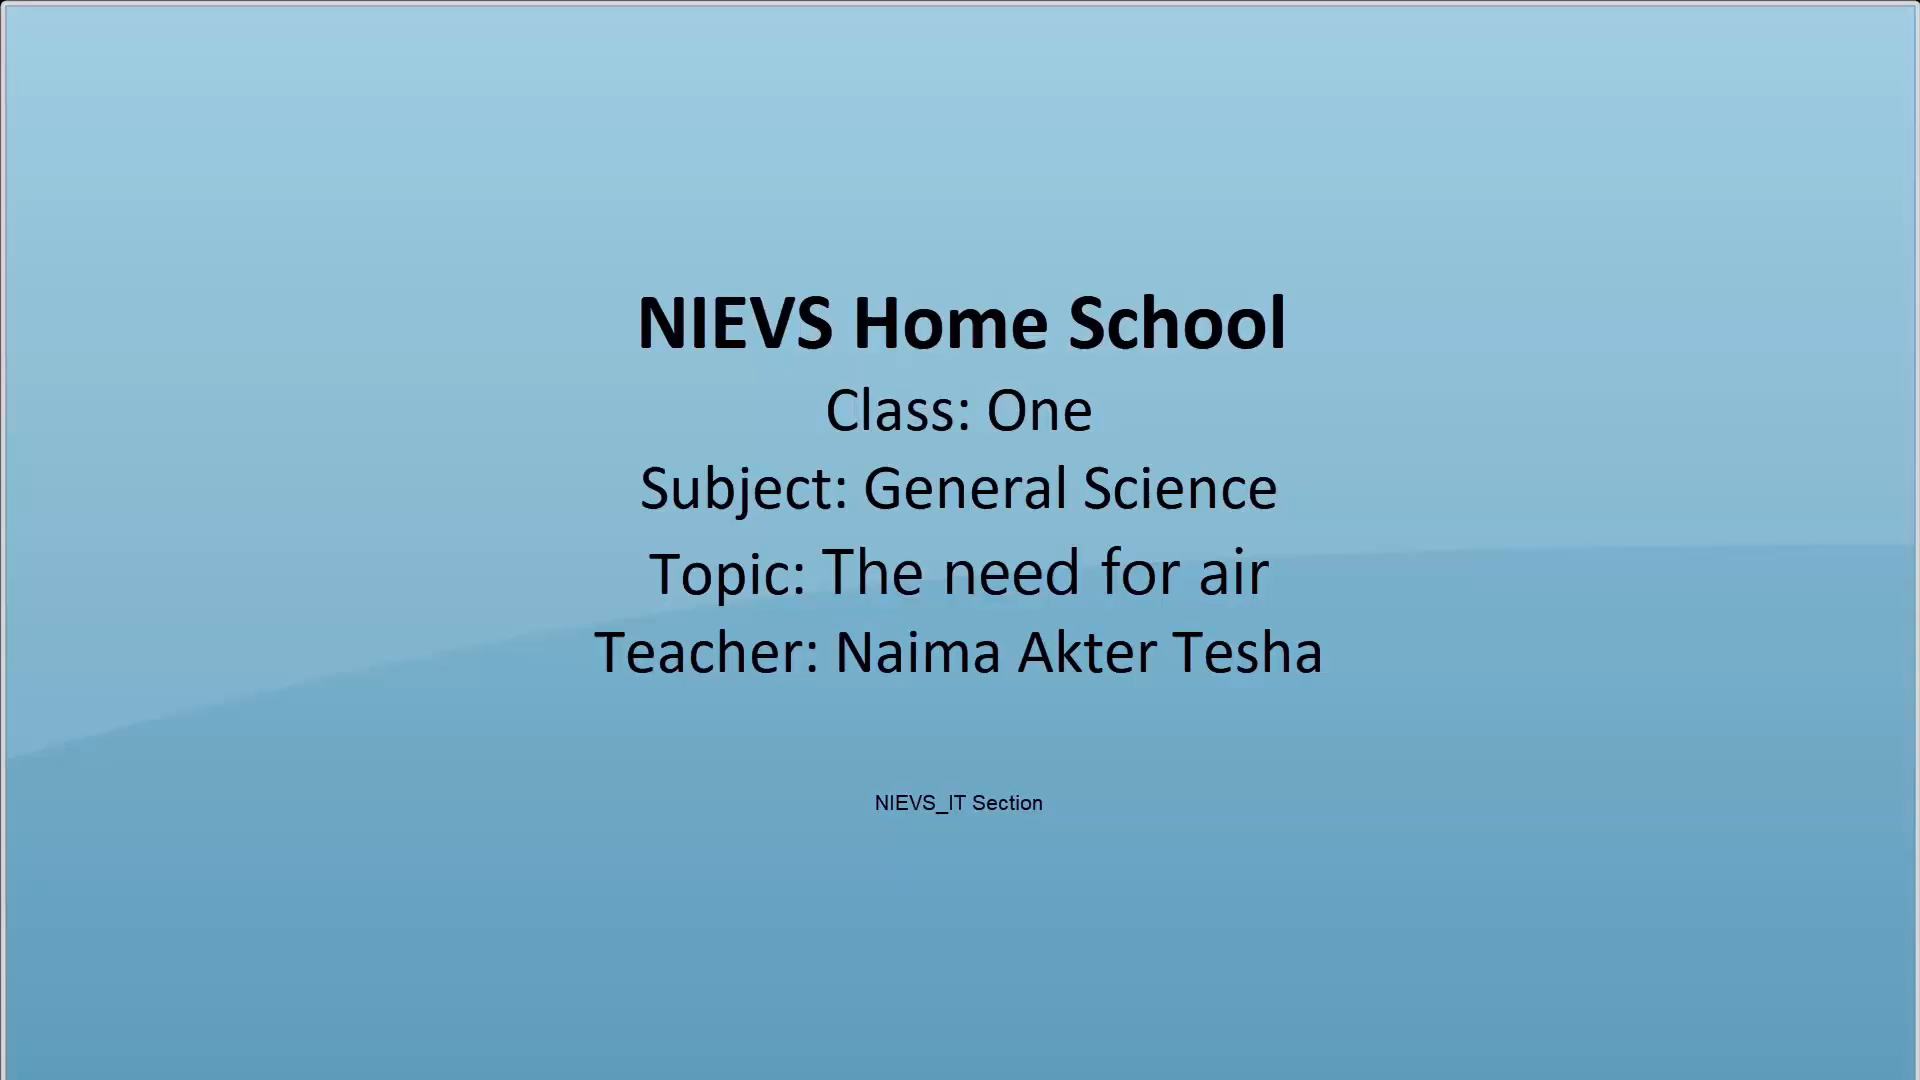 NIEVS Home School
Class: One
Subject: General Science
Topic: The need for air
Teacher: Naima Akter Tesha
NIEVS_IT Section